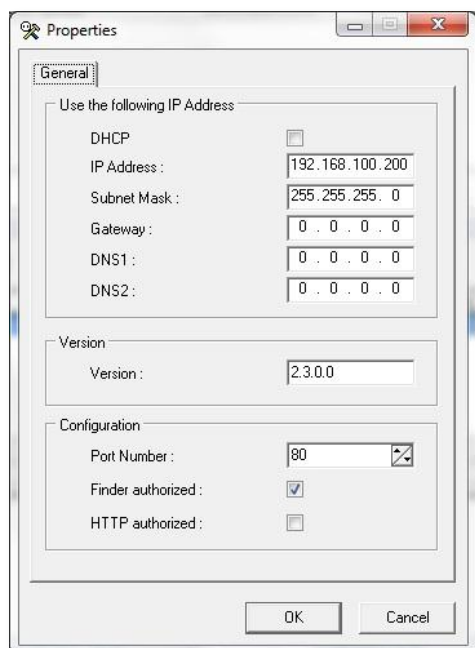 Properties
General
Use the following IP Address
DHCP
IP Address : 192.168.100.200
Subnet Mask : 255.255.255. 0
Gateway : 0 . 0 . 0 . 0
DNS1 : 0 . 0 . 0 . 0
DNS2 : 0 . 0 . 0 . 0
Version
Version : 2.3.0.0
Configuration
Port Number : 80
Finder authorized :
HTTP authorized :
OK Cancel